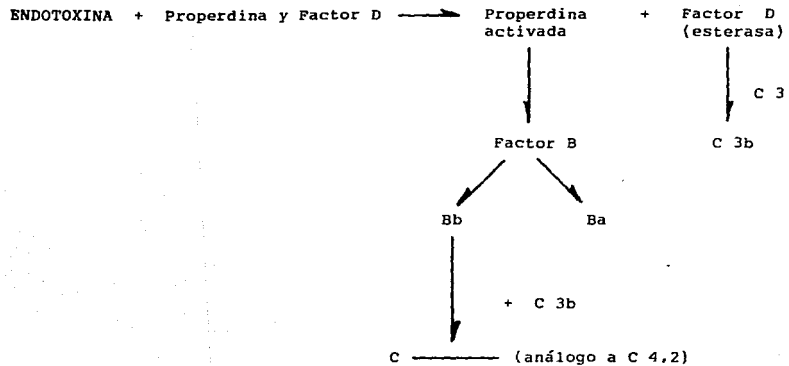 ENDOTOXINA + Properdina y Factor D Properdina activada + Factor D (esterasa)
C 3
Factor B C 3b
Bb Ba
+ C 3b
C (análogo a C 4,2)